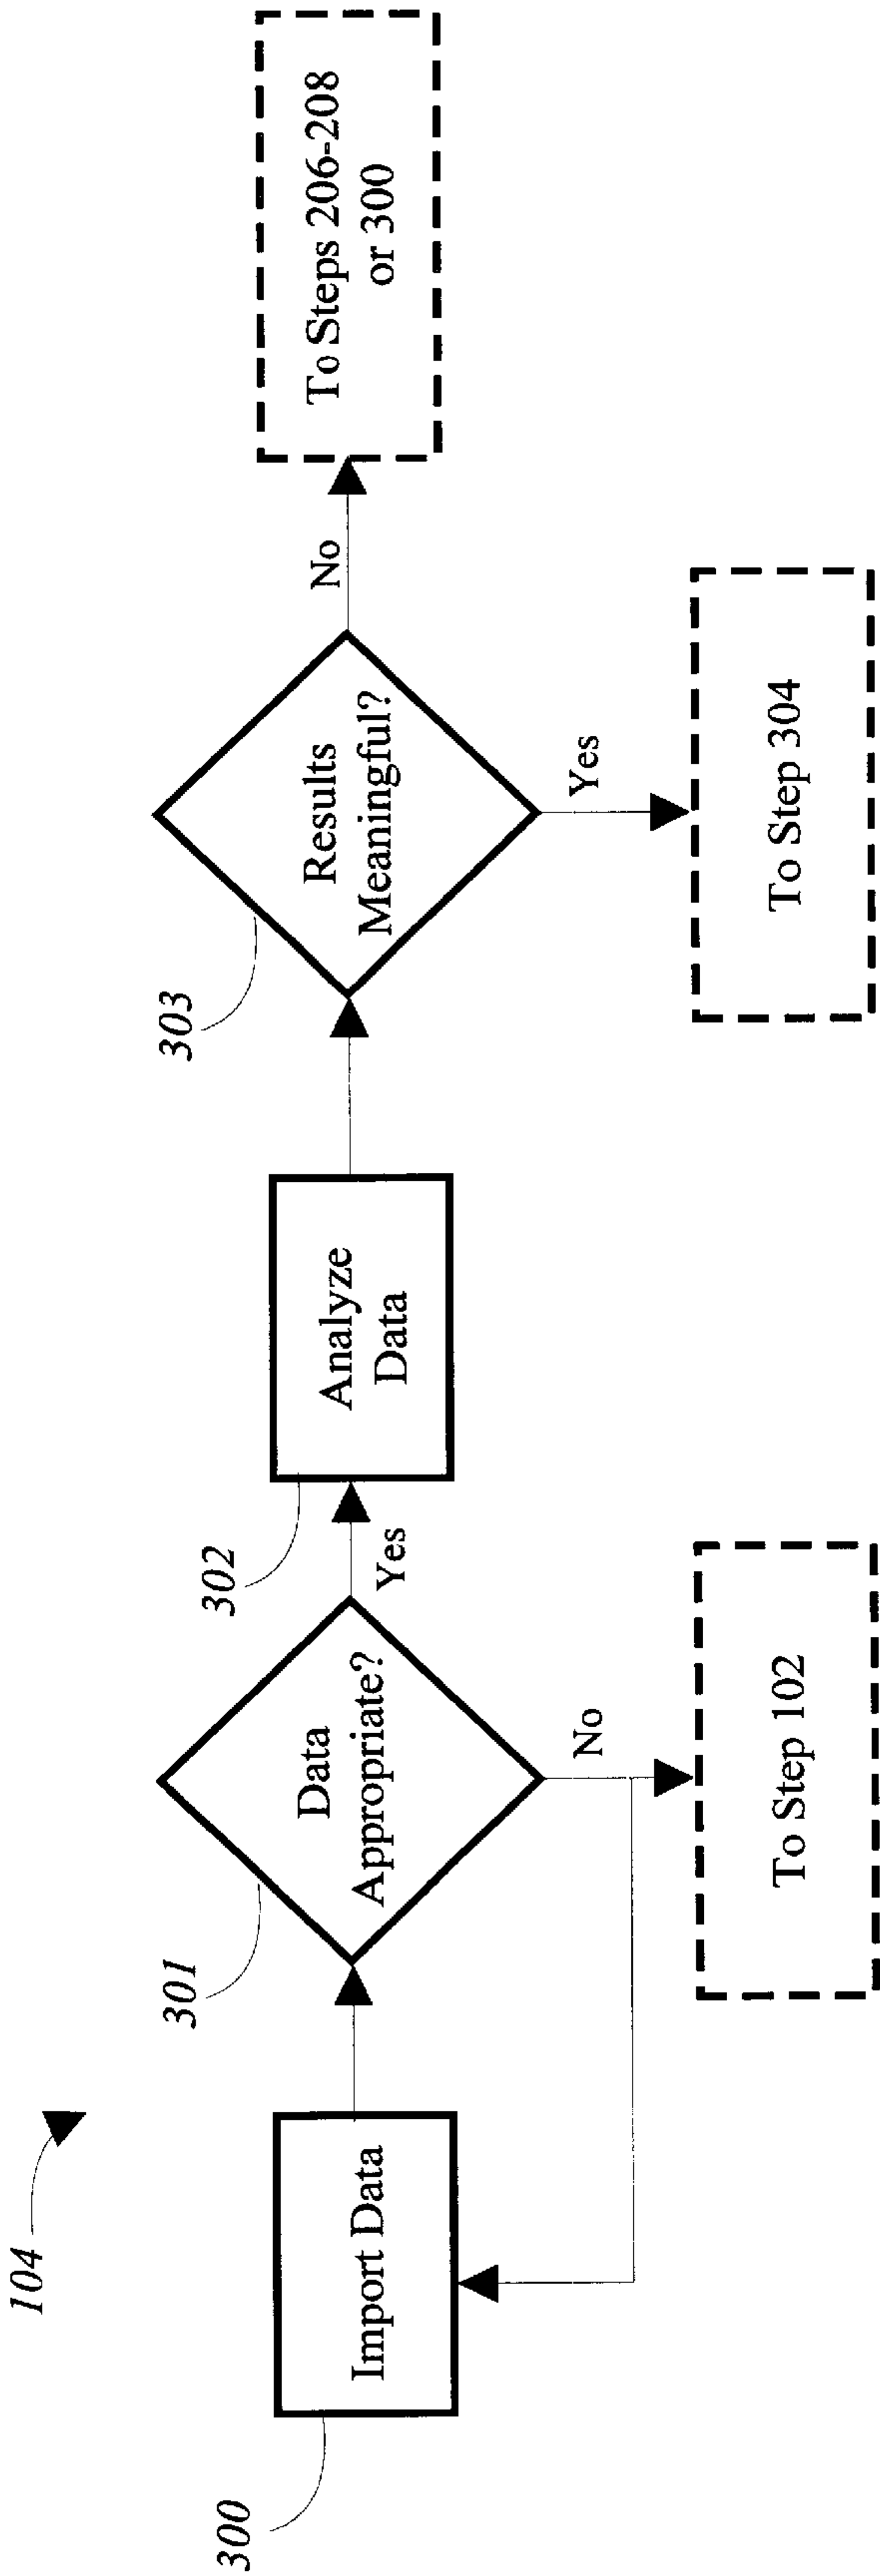 104
300
Import Data
301
Data
Appropriate?
No
To Step 102
Yes
302
Analyze
Data
303
Results
Meaningful?
Yes
To Step 304
No
To Steps 206-208
or 300